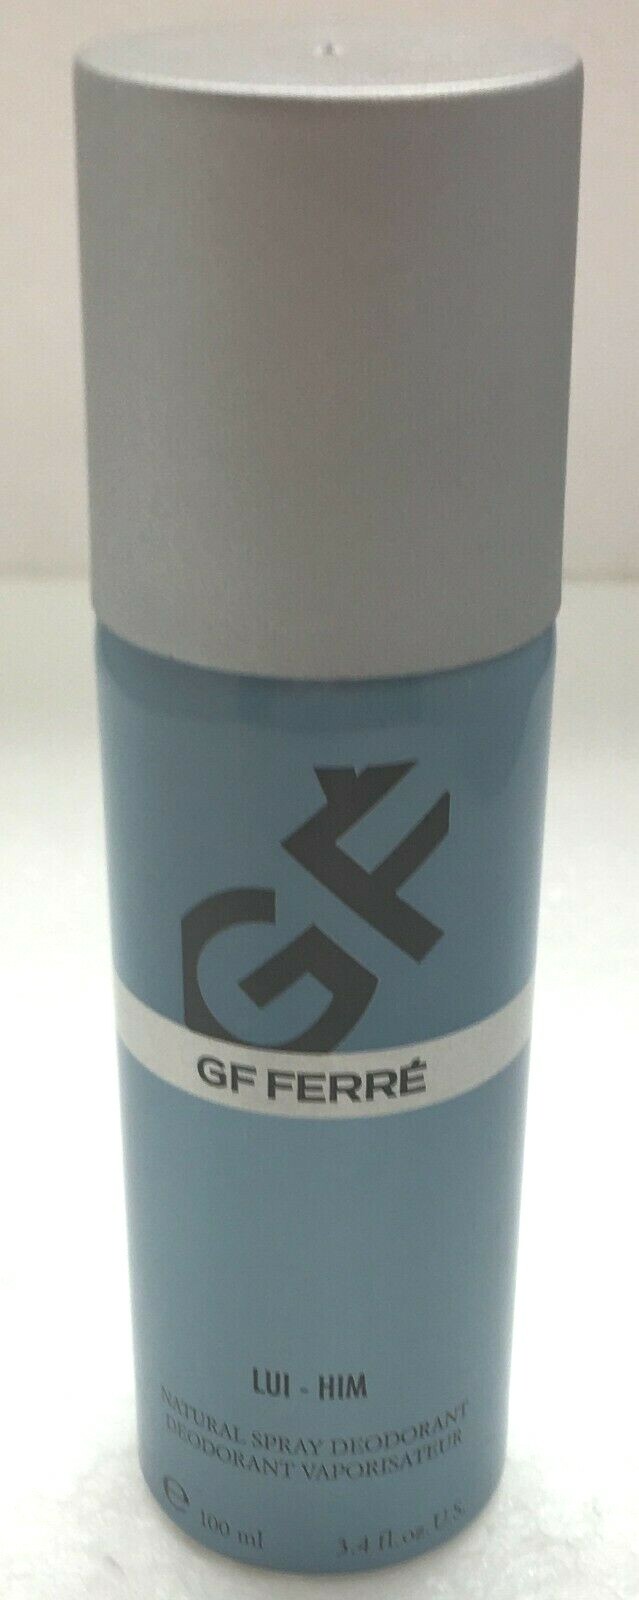 GF
GF FERRÉ
LUI - HIM
NATURAL SPRAY DEODORANT
DEODORANT VAPORISATEUR
100 ml 3.4 fl.oz.U.S.